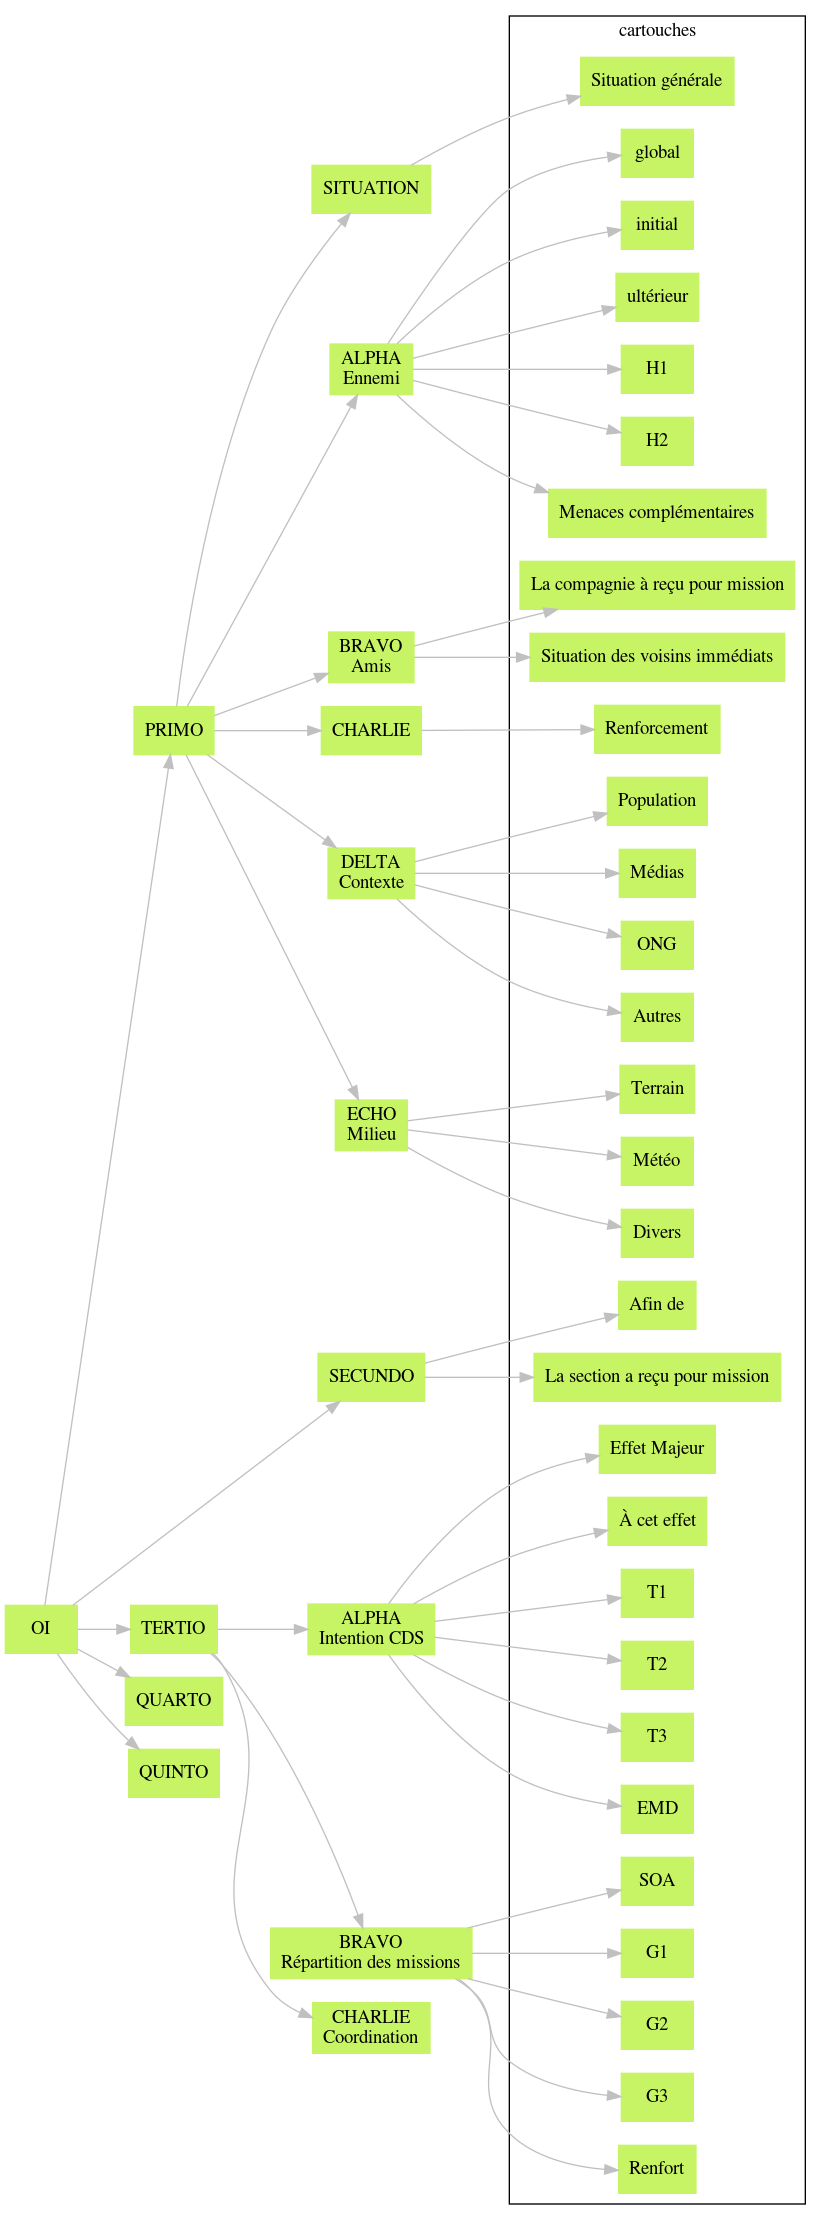 cartouches
Situation générale
global
SITUATION
initial
ultérieur
ALPHA
Ennemi
H1
H2
Menaces complémentaires
La compagnie à reçu pour mission
BRAVO
Amis
Situation des voisins immédiats
PRIMO
CHARLIE
Renforcement
Population
DELTA
Contexte
Médias
ONG
Autres
Terrain
ECHO
Milieu
Météo
Divers
Afin de
SECUNDO
La section a reçu pour mission
Effet Majeur
À cet effet
T1
OI
TERTIO
ALPHA
Intention CDS
T2
QUARTO
T3
QUINTO
EMD
SOA
BRAVO
Répartition des missions
G1
CHARLIE
Coordination
G2
G3
Renfort